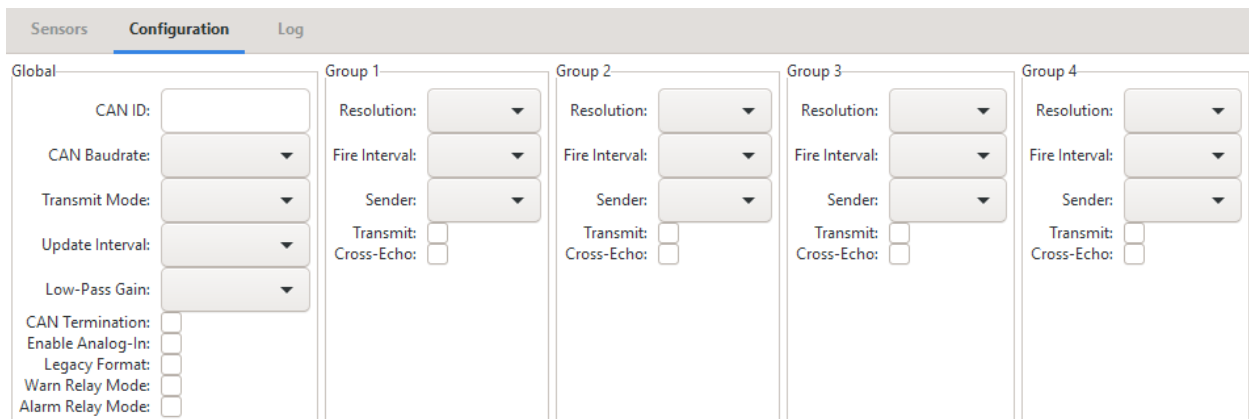 Sensors Configuration Log
Global
CAN ID:
CAN Baudrate:
Transmit Mode:
Update Interval:
Low-Pass Gain:
CAN Termination:
Enable Analog-In:
Legacy Format:
Warn Relay Mode:
Alarm Relay Mode:
Group 1
Resolution:
Fire Interval:
Sender:
Transmit:
Cross-Echo:
Group 2
Resolution:
Fire Interval:
Sender:
Transmit:
Cross-Echo:
Group 3
Resolution:
Fire Interval:
Sender:
Transmit:
Cross-Echo:
Group 4
Resolution:
Fire Interval:
Sender:
Transmit:
Cross-Echo: